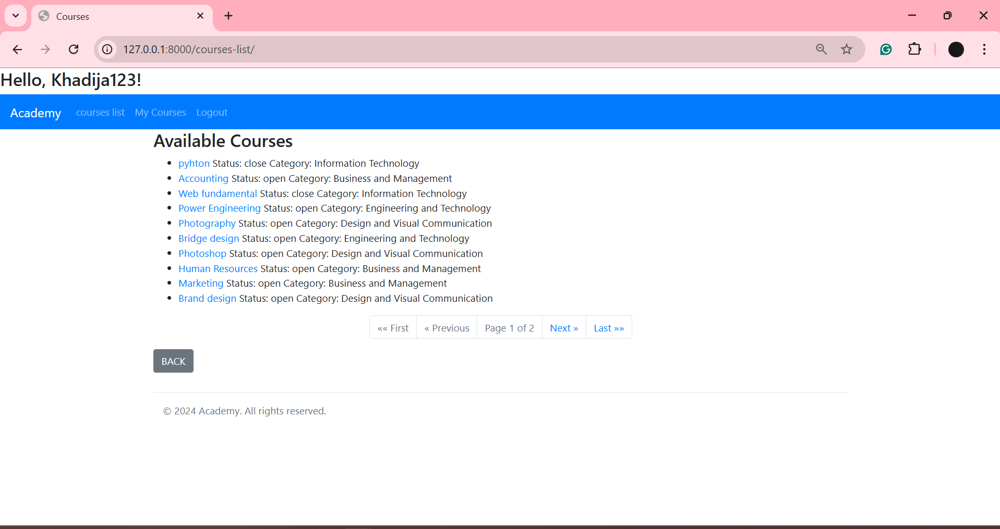 Courses
127.0.0.1:8000/courses-list/
Hello, Khadija123!
Academy courses list My Courses Logout
Available Courses
• pyhton Status: close Category: Information Technology
• Accounting Status: open Category: Business and Management
• Web fundamental Status: close Category: Information Technology
• Power Engineering Status: open Category: Engineering and Technology
• Photography Status: open Category: Design and Visual Communication
• Bridge design Status: open Category: Engineering and Technology
• Photoshop Status: open Category: Design and Visual Communication
• Human Resources Status: open Category: Business and Management
• Marketing Status: open Category: Business and Management
• Brand design Status: open Category: Design and Visual Communication
«« First « Previous Page 1 of 2 Next » Last »»
BACK
© 2024 Academy. All rights reserved.